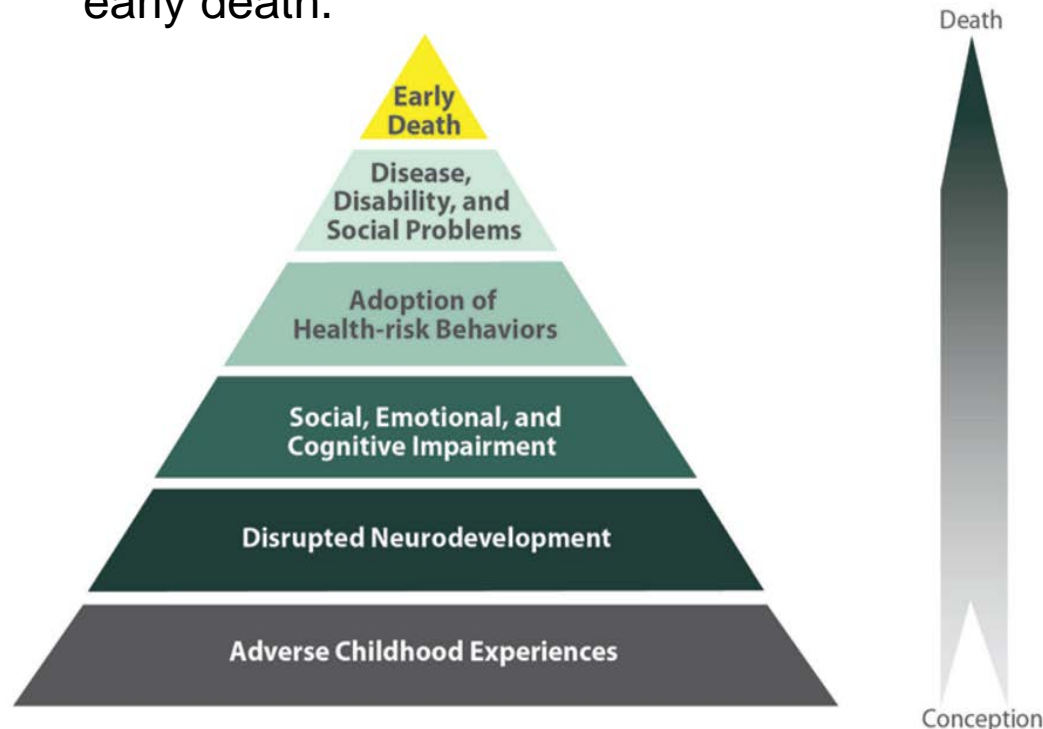 early death.
Death
Early
Death
Disease,
Disability, and
Social Problems
Adoption of
Health-risk Behaviors
Social, Emotional, and
Cognitive Impairment
Disrupted Neurodevelopment
Adverse Childhood Experiences
Conception